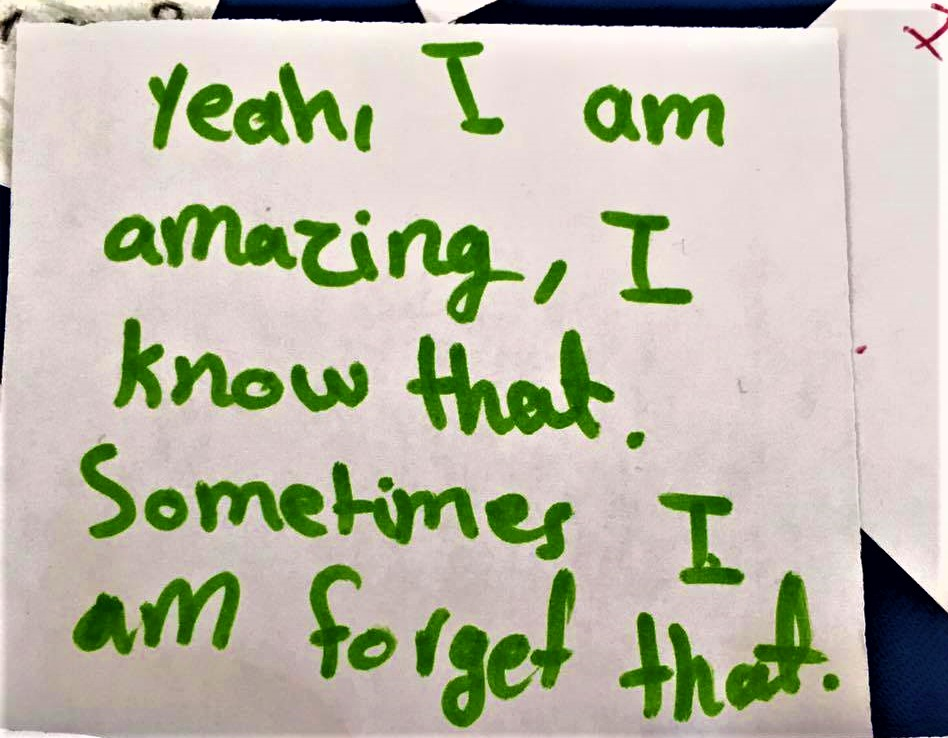 yeah, I am
amazing, I
know that.
Sometimes I
am forget that.